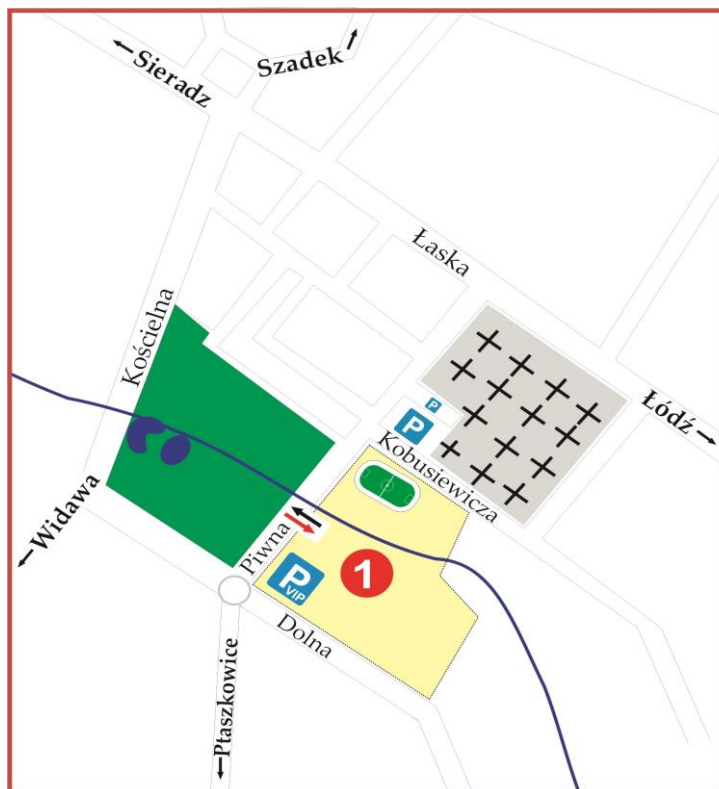 Sieradz
Szadek
Łaska
Kościelna
Łódź
P
P
Kobusiewicza
Widawa
Piwna
1
P
VIP
Dolna
Ptaszkowice